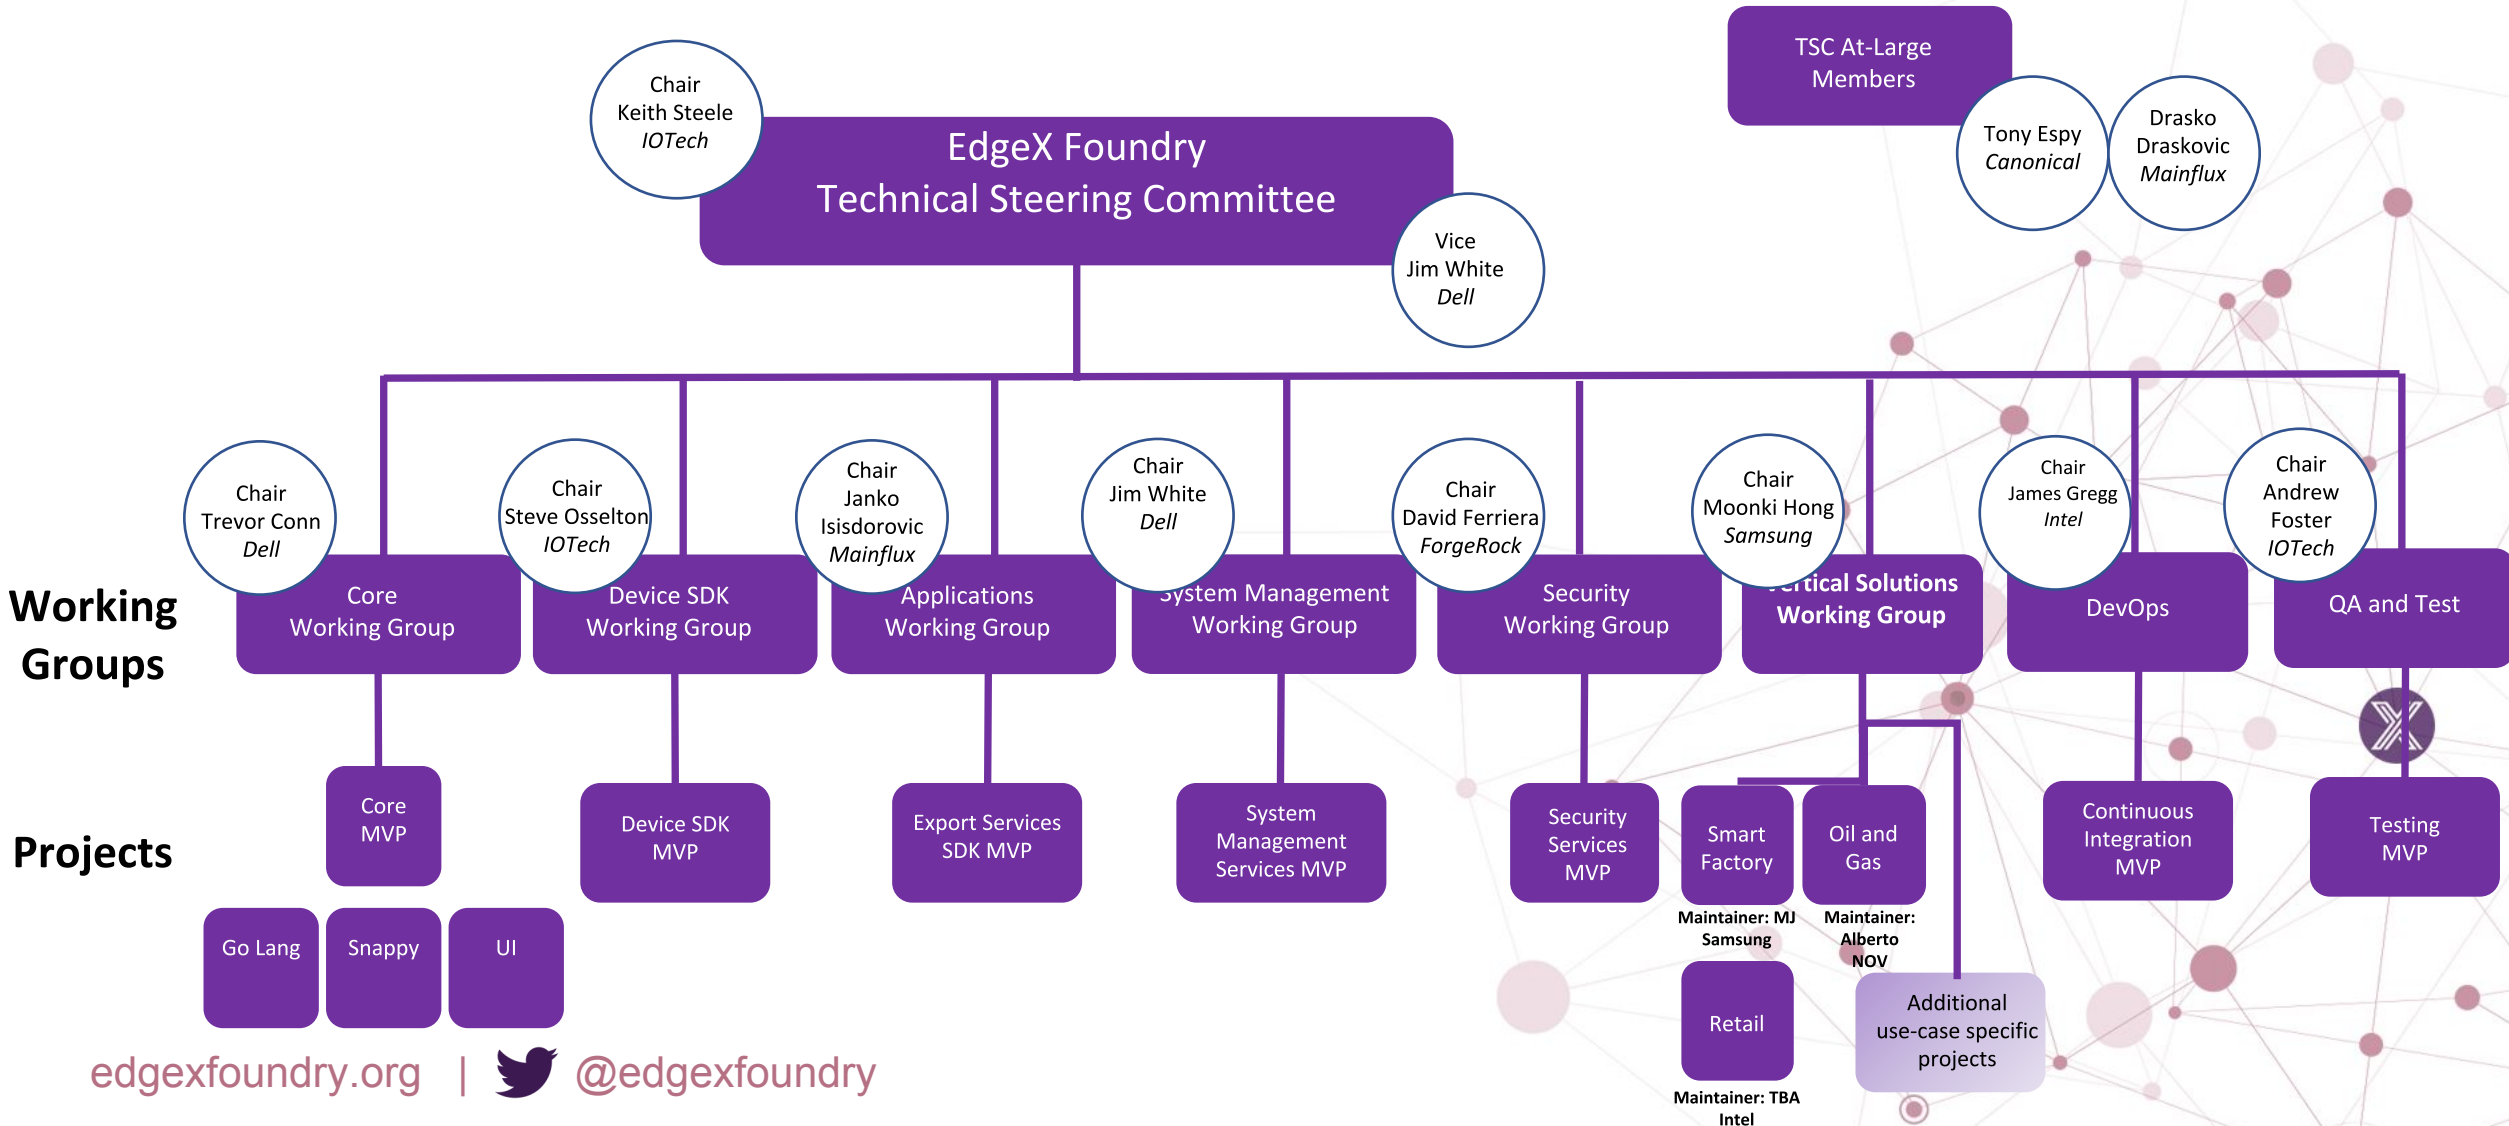 TSC At-Large
Members
Tony Espy
Canonical
Drasko
Draskovic
Mainflux
Chair
Keith Steele
IOTech
EdgeX Foundry
Technical Steering Committee
Vice
Jim White
Dell
Chair
Trevor Conn
Dell
Chair
Steve Osselton
IOTech
Chair
Janko
Isisdorovic
Mainflux
Chair
Jim White
Dell
Chair
David Ferriera
ForgeRock
Chair
Moonki Hong
Samsung
Chair
James Gregg
Intel
Chair
Andrew
Foster
IOTech
Working
Groups
Core
Working Group
Device SDK
Working Group
Applications
Working Group
System Management
Working Group
Security
Working Group
Vertical Solutions
Working Group
DevOps
QA and Test
Projects
Core
MVP
Device SDK
MVP
Export Services
SDK MVP
System
Management
Services MVP
Security
Services
MVP
Smart
Factory
Maintainer: MJ
Samsung
Oil and
Gas
Maintainer:
Alberto
NOV
Continuous
Integration
MVP
Testing
MVP
Go Lang
Snappy
UI
Retail
Maintainer: TBA
Intel
Additional
use-case specific
projects
edgexfoundry.org | @edgexfoundry